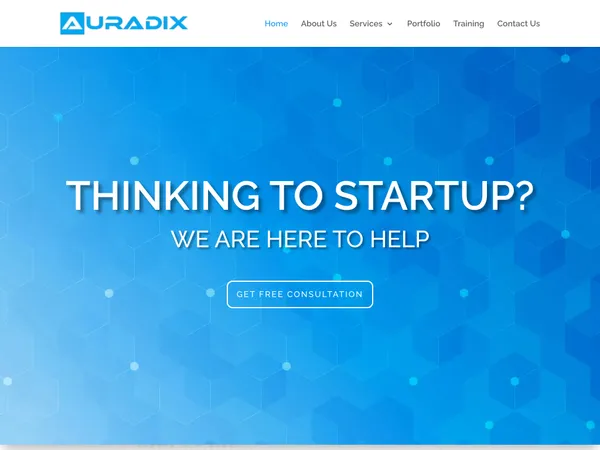 AURADIX
Home About Us Services Portfolio Training Contact Us
THINKING TO STARTUP?
WE ARE HERE TO HELP
GET FREE CONSULTATION